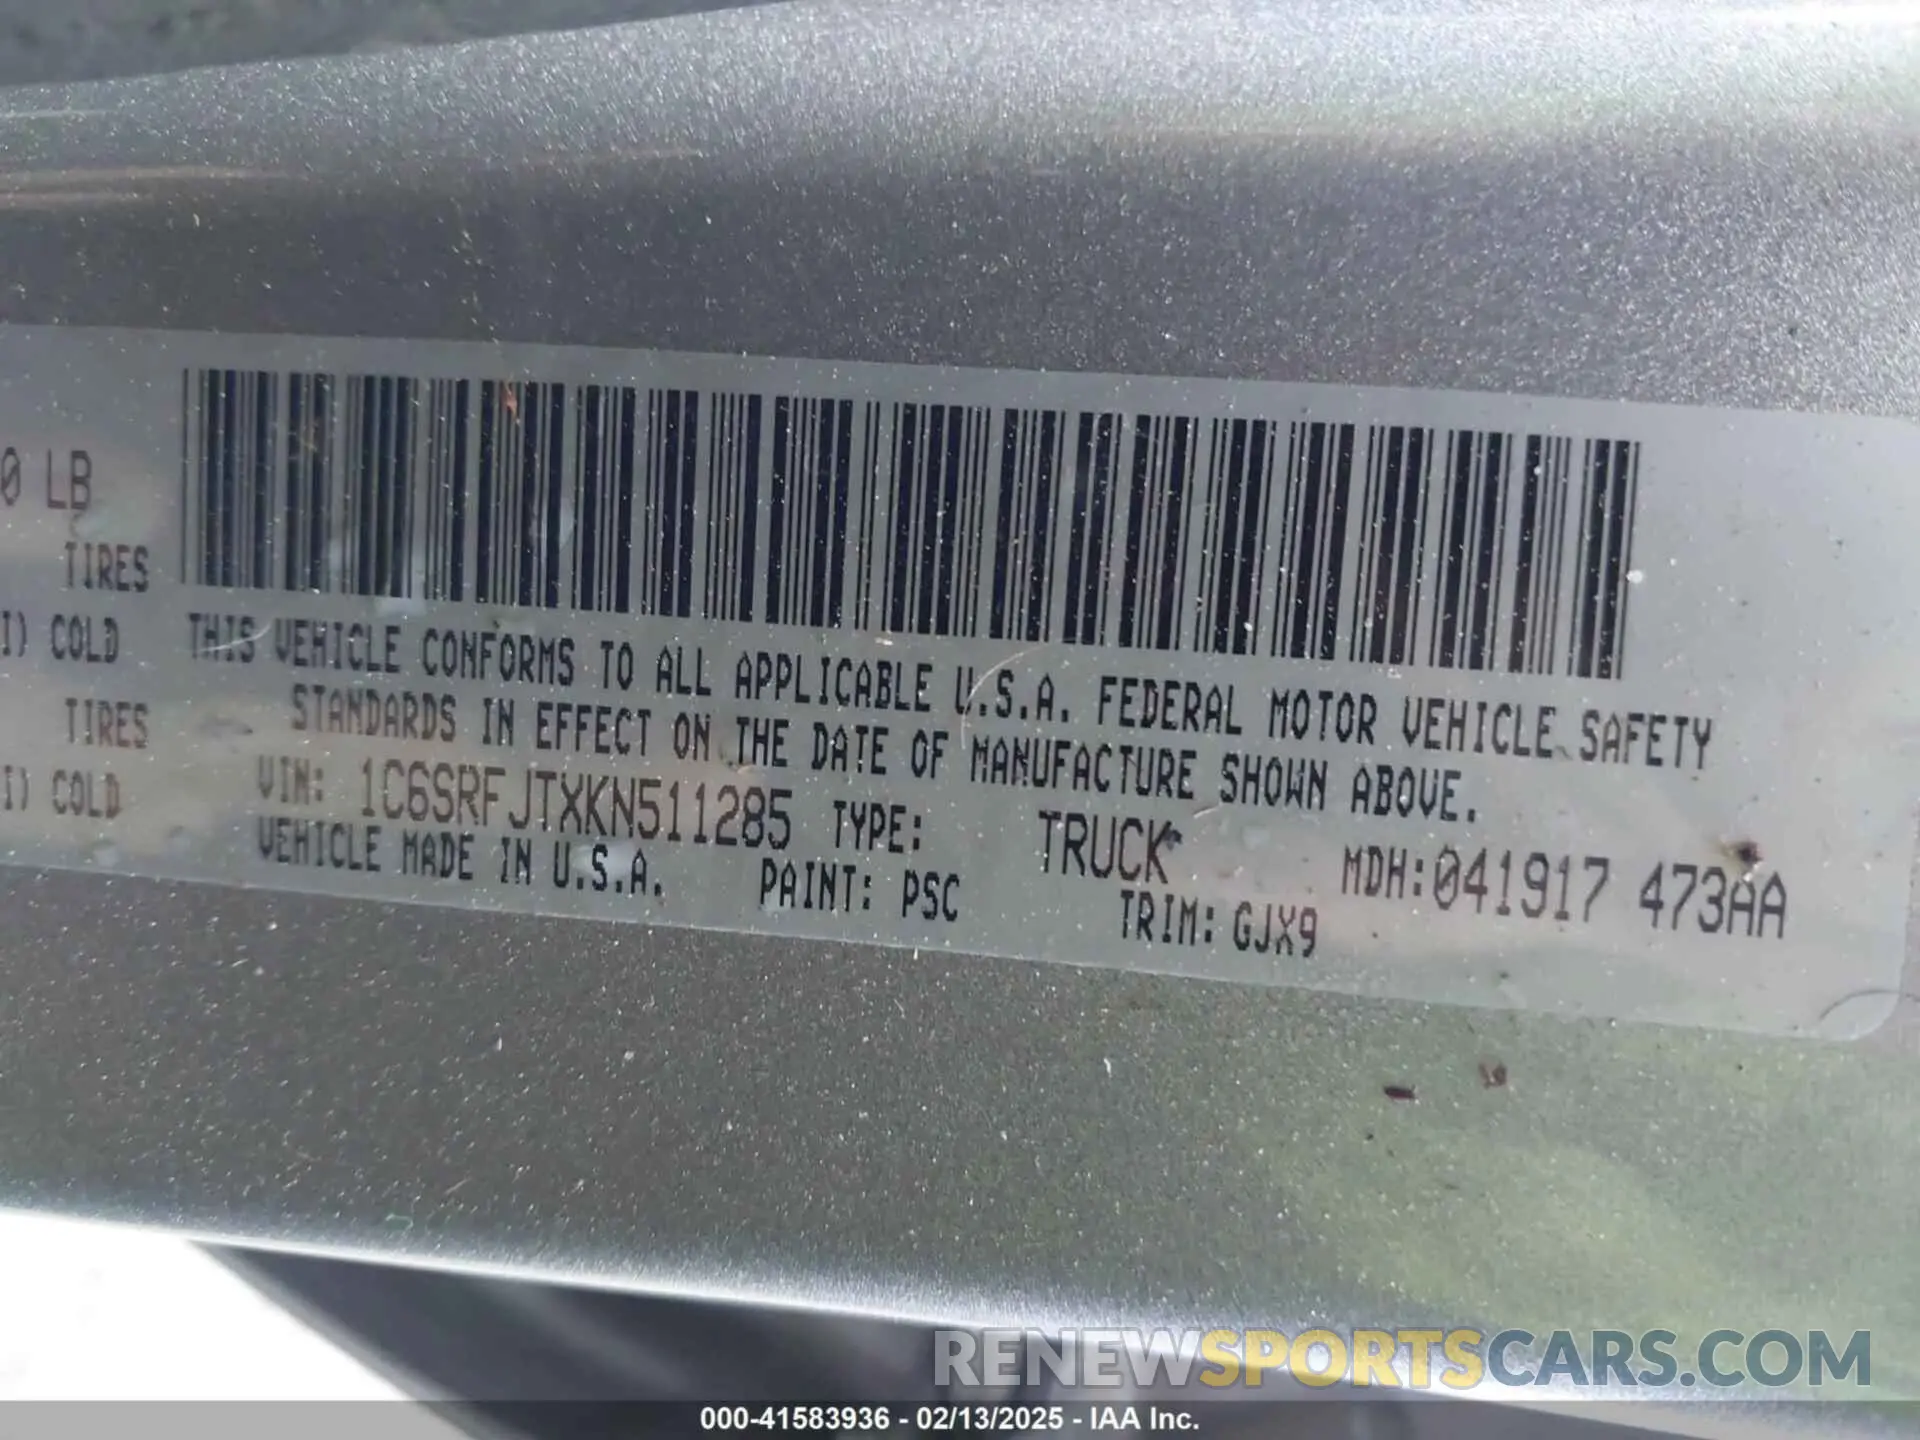 0 LB
TIRES
I) COLD
TIRES
I) COLD
THIS VEHICLE CONFORMS TO ALL APPLICABLE U.S.A. FEDERAL MOTOR VEHICLE SAFETY
STANDARDS IN EFFECT ON THE DATE OF MANUFACTURE SHOWN ABOVE.
VIN: 1C6SRFJTXKN511285 TYPE: TRUCK MDH:041917 473AA
VEHICLE MADE IN U.S.A. PAINT: PSC TRIM: GJX9
RENEWSPORTSCARS.COM
000-41583936 - 02/13/2025 - IAA Inc.